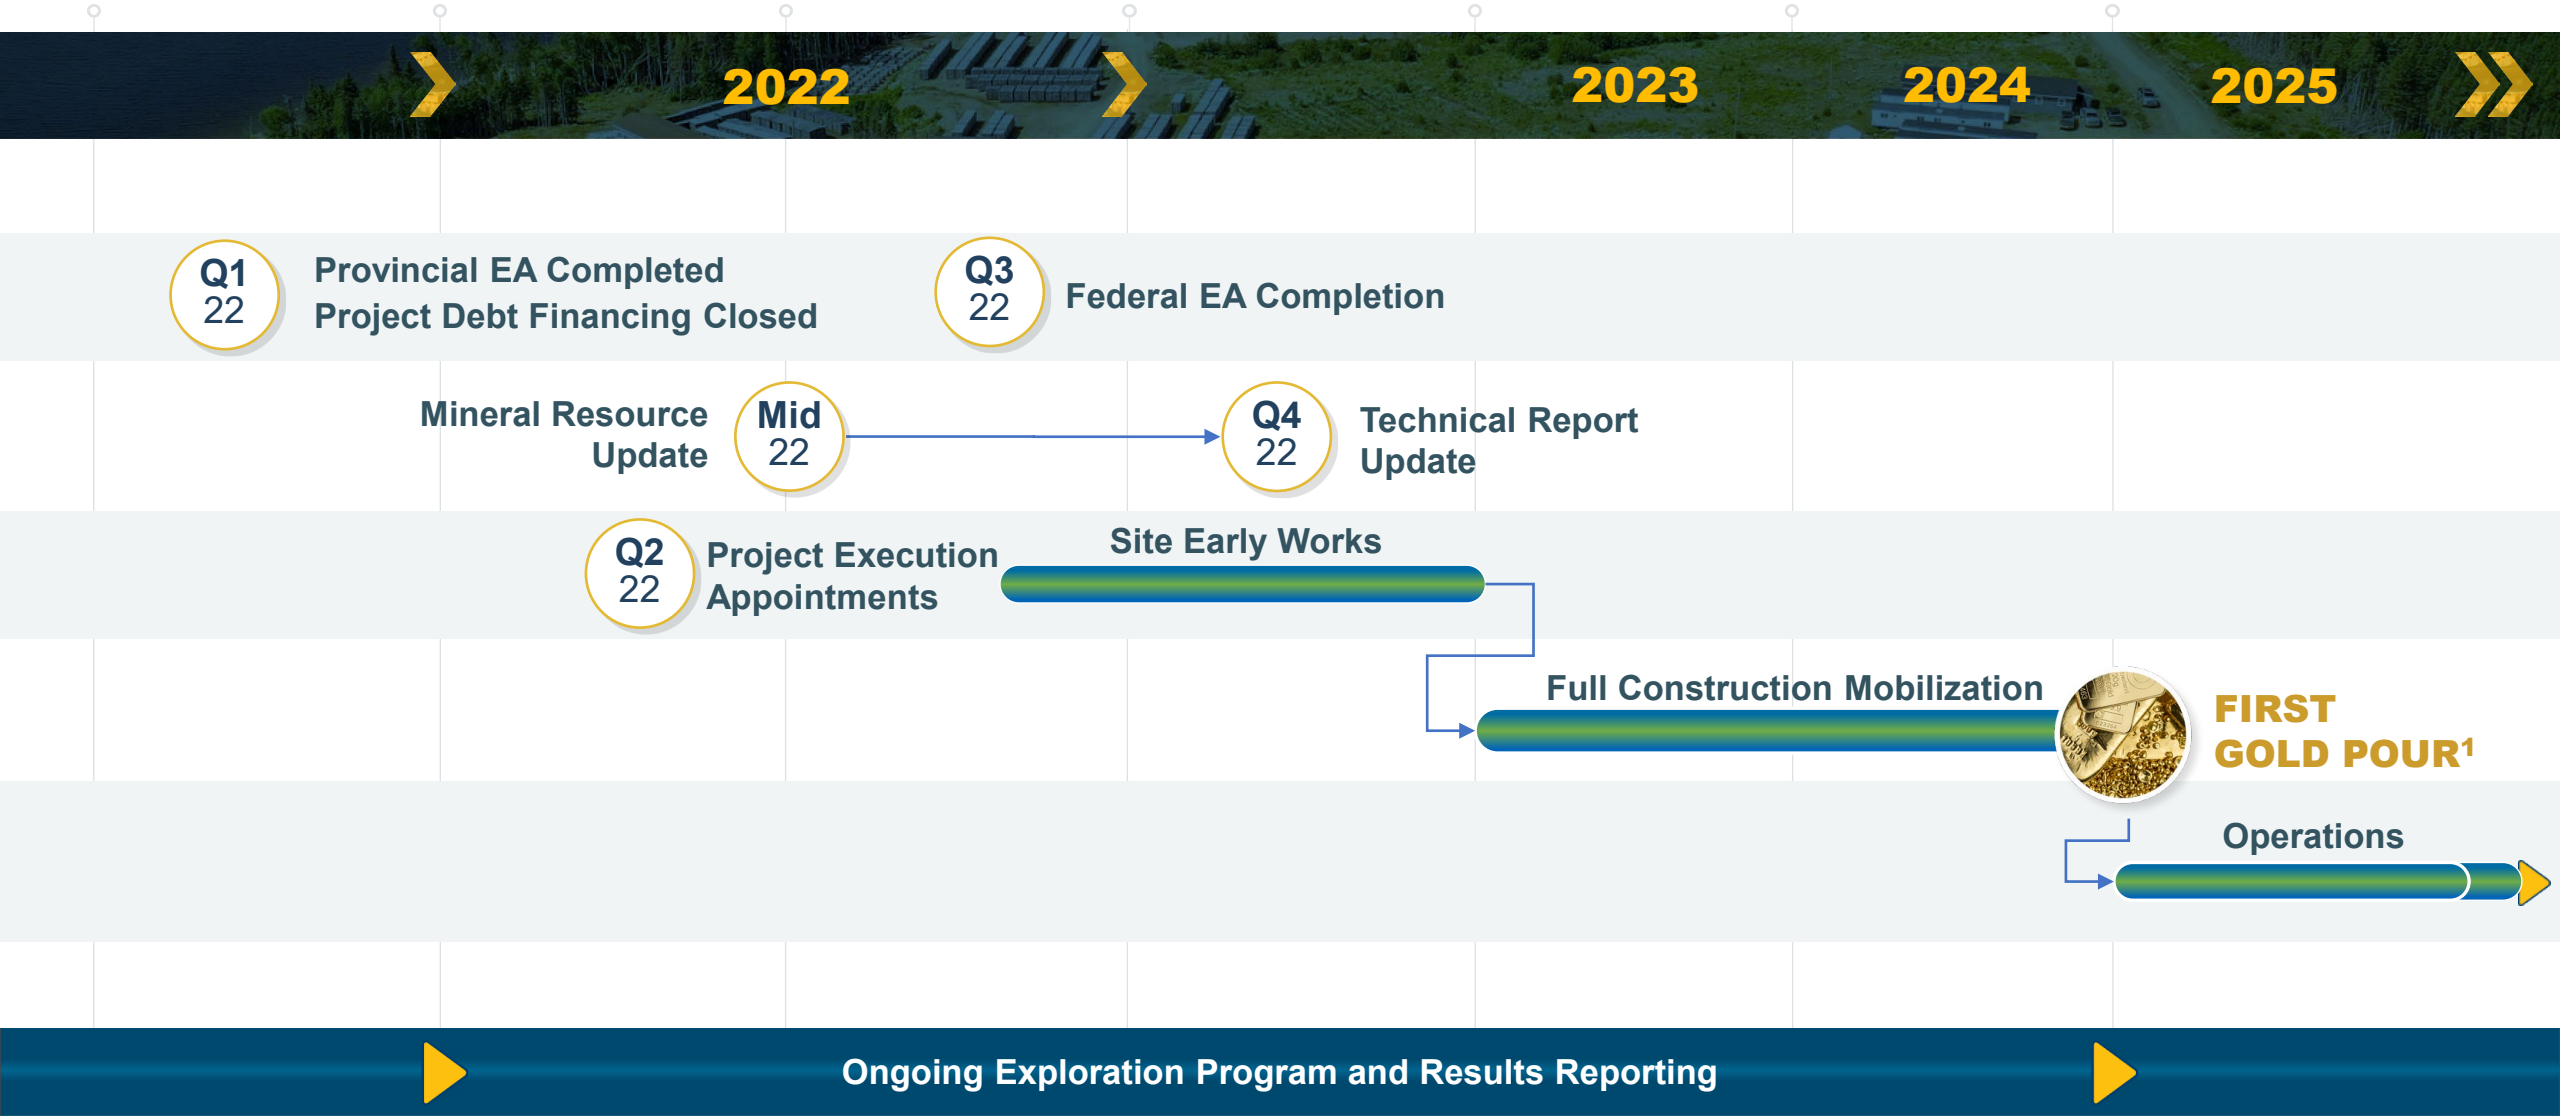 2022
2023
2024
2025
Q1
22
Provincial EA Completed
Project Debt Financing Closed
Q3
22
Federal EA Completion
Mineral Resource
Update
Mid
22
Q4
22
Technical Report
Update
Q2
22
Project Execution
Appointments
Site Early Works
Full Construction Mobilization
FIRST
GOLD POUR¹
Operations
Ongoing Exploration Program and Results Reporting